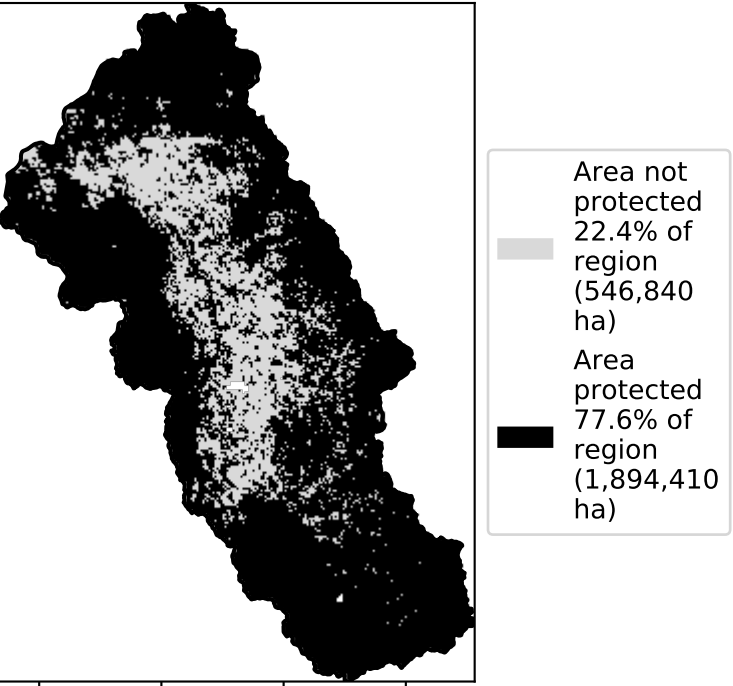 Area not
protected
22.4% of
region
(546,840
ha)
Area
protected
77.6% of
region
(1,894,410
ha)